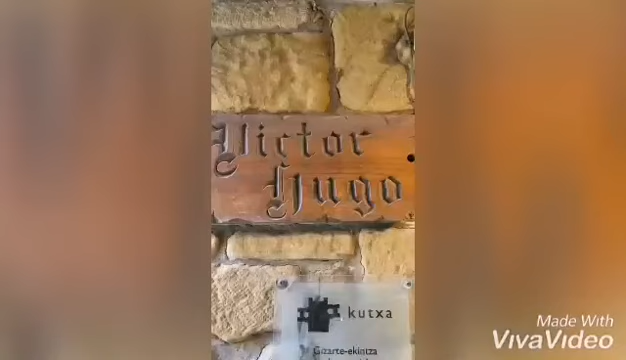 Victor
Hugo
kutxa
Gizarte-ekintza
Made With
VivaVideo